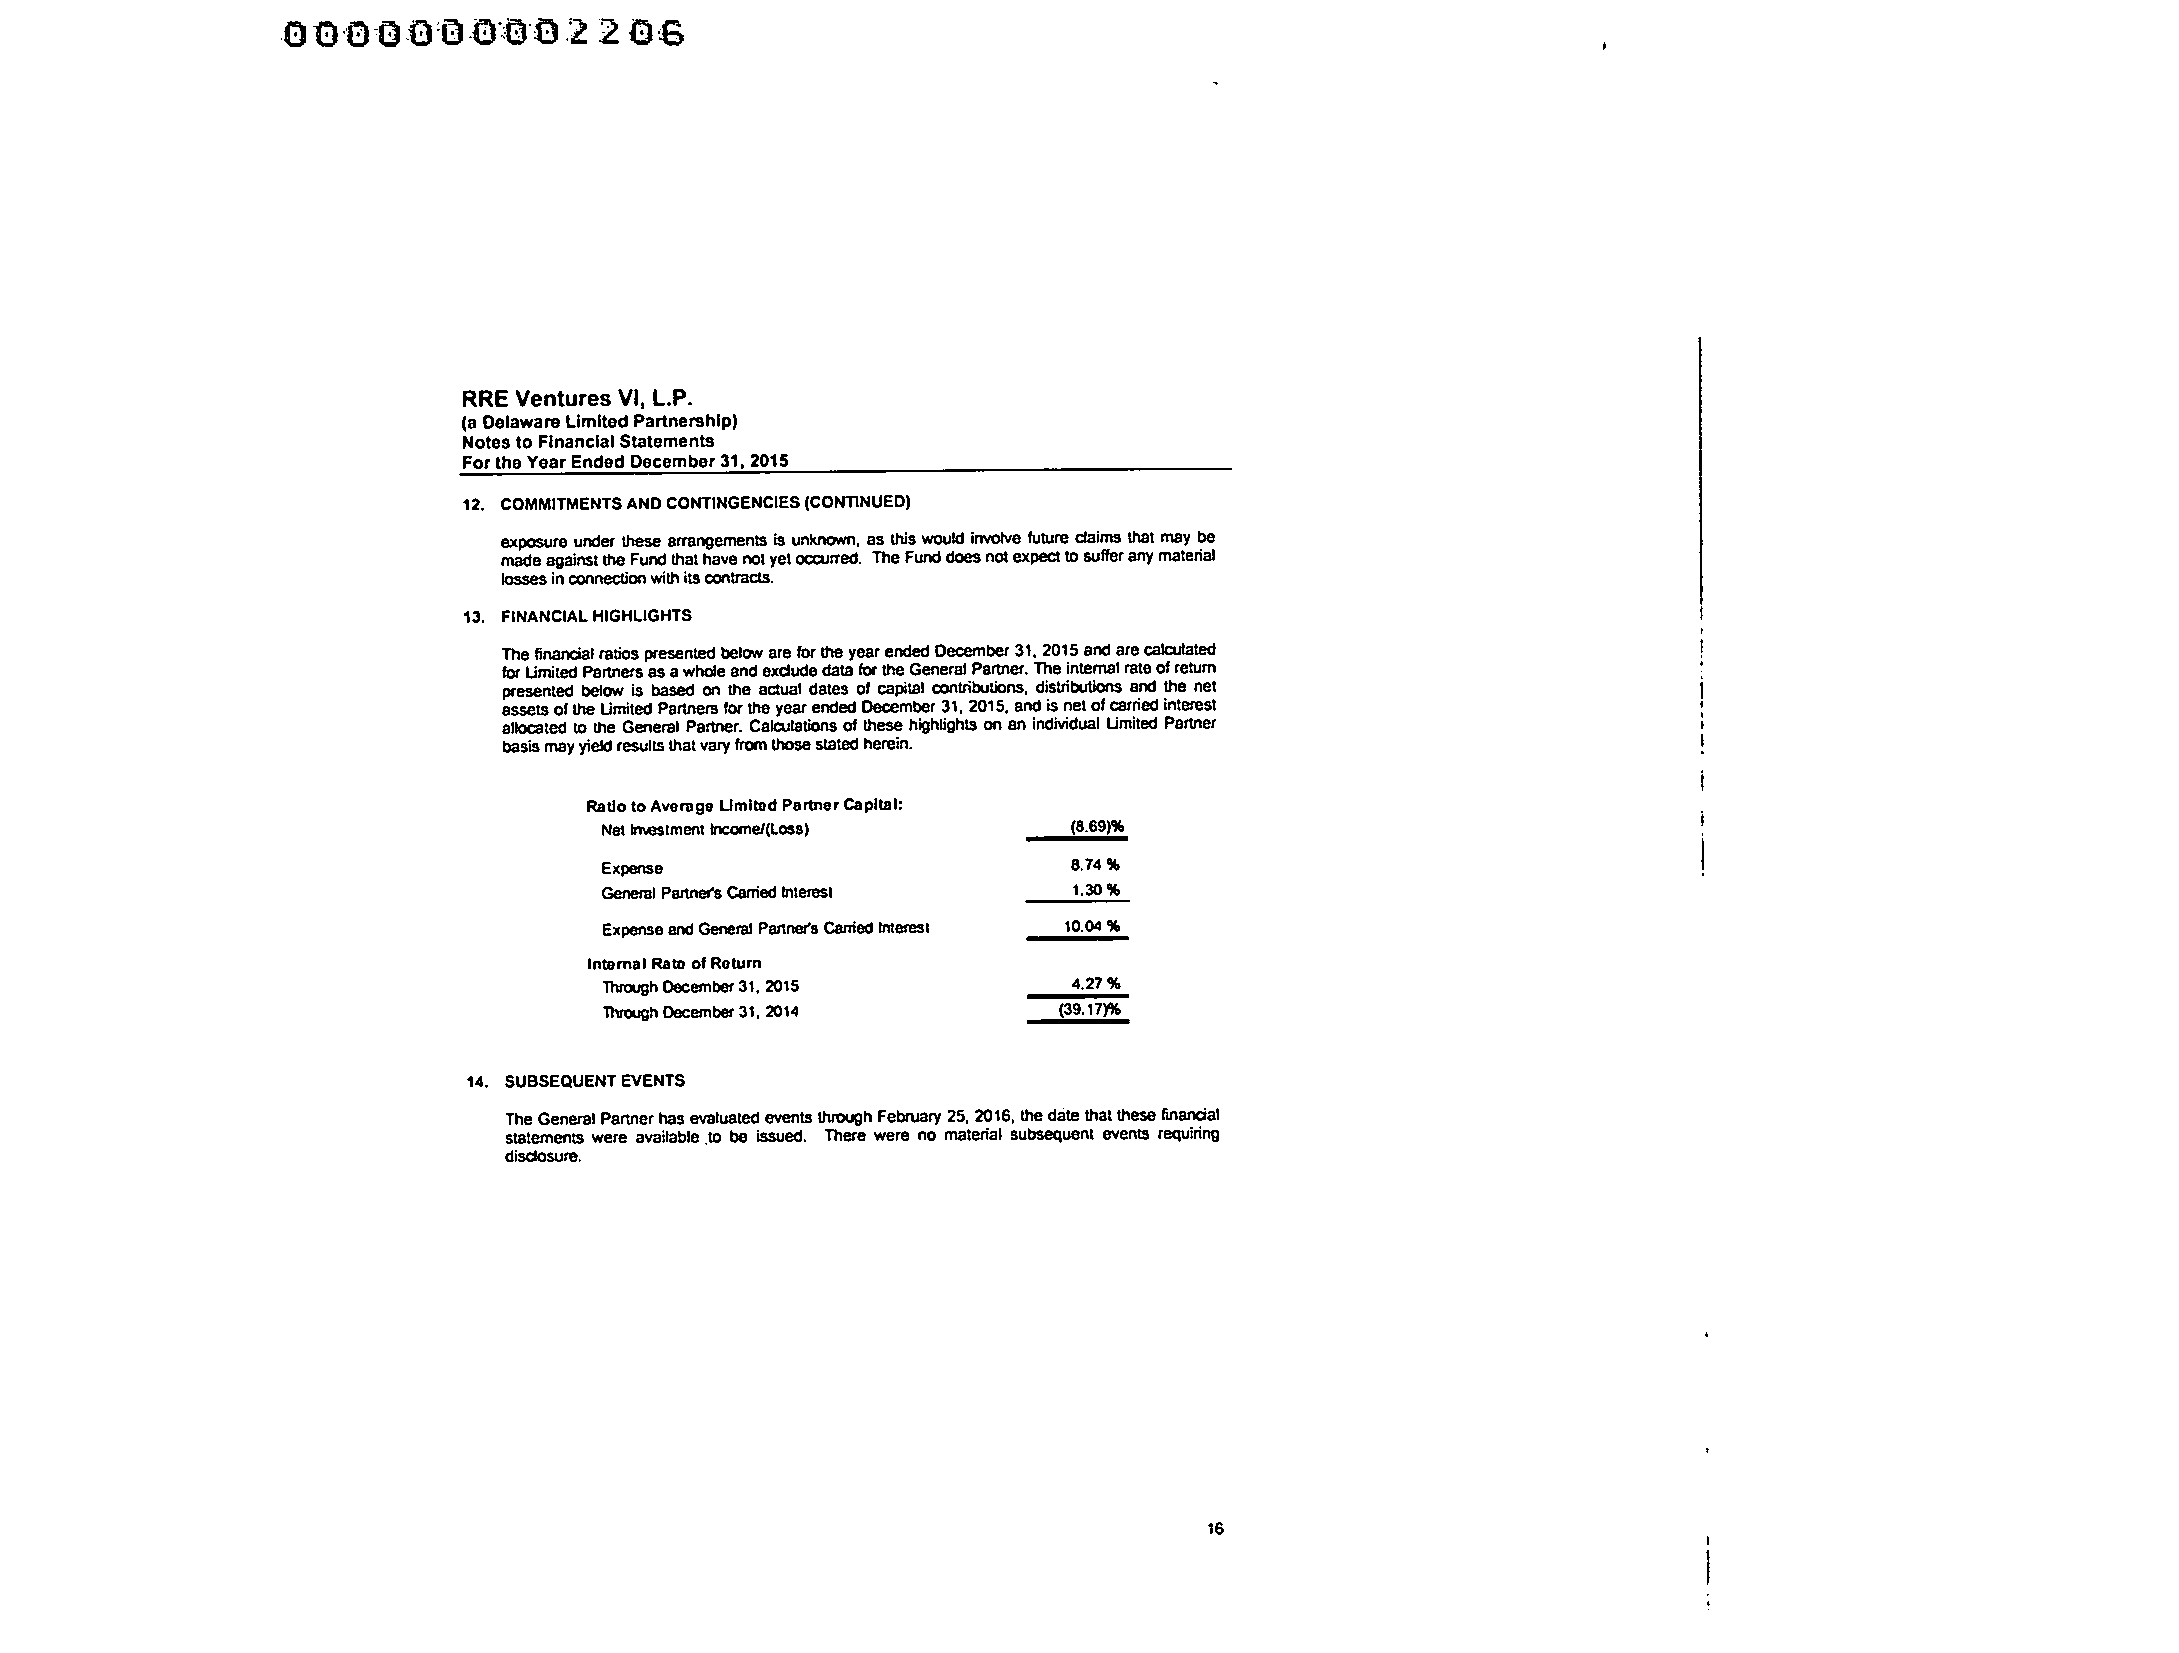 0000000002206
RRE Ventures VI, L.P.
(a Delaware Limited Partnership)
Notes to Financial Statements
For the Year Ended December 31, 2015
12. COMMITMENTS AND CONTINGENCIES (CONTINUED)
exposure under these arrangements is unknown, as this would involve future claims that may be
made against the Fund that have not yet occurred. The Fund does not expect to suffer any material
losses in connection with its contracts.
13. FINANCIAL HIGHLIGHTS
The financial ratios presented below are for the year ended December 31, 2015 and are calculated
for Limited Partners as a whole and exclude data for the General Partner. The internal rate of return
presented below is based on the actual dates of capital contributions, distributions and the net
assets of the Limited Partners for the year ended December 31, 2015, and is net of carried interest
allocated to the General Partner. Calculations of these highlights on an individual Limited Partner
basis may yield results that vary from those stated herein.
Ratio to Average Limited Partner Capital:
Net Investment Income/(Loss) (8.69)%
Expense 8.74 %
General Partner's Carried Interest 1.30 %
Expense and General Partner's Carried Interest 10.04 %
Internal Rate of Return
Through December 31, 2015 4.27 %
Through December 31, 2014 (39.17)%
14. SUBSEQUENT EVENTS
The General Partner has evaluated events through February 25, 2016, the date that these financial
statements were available to be issued. There were no material subsequent events requiring
disclosure.
16